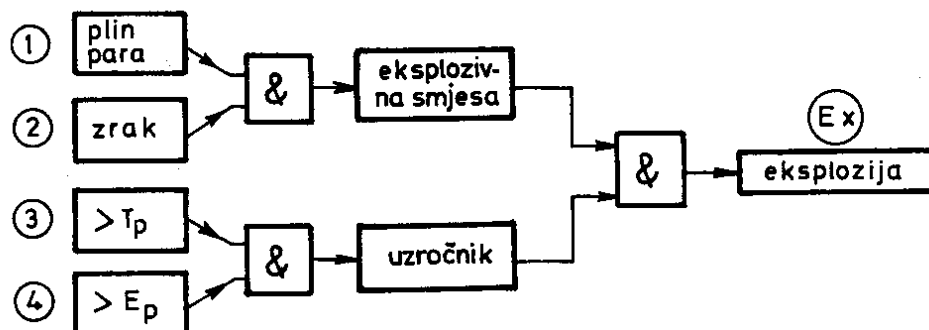 1
plin
para
&
eksploziv-
na smjesa
2
zrak
Ex
&
eksplozija
3
> Tp
&
uzročnik
4
> Ep